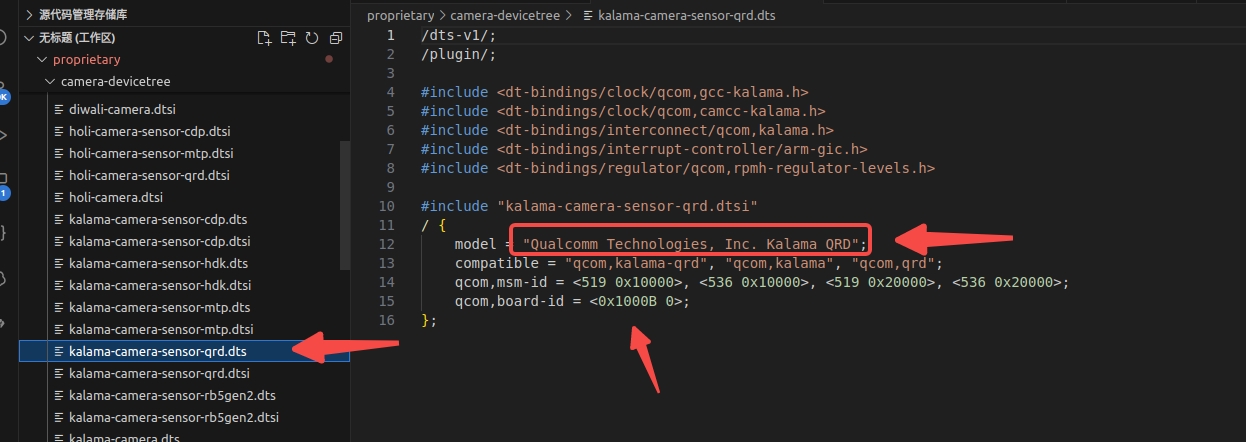 源代码管理存储库
无标题 (工作区)
proprietary
camera-devicetree
diwali-camera.dtsi
holi-camera-sensor-cdp.dtsi
holi-camera-sensor-mtp.dtsi
holi-camera-sensor-qrd.dtsi
holi-camera.dtsi
kalama-camera-sensor-cdp.dts
kalama-camera-sensor-cdp.dtsi
kalama-camera-sensor-hdk.dts
kalama-camera-sensor-hdk.dtsi
kalama-camera-sensor-mtp.dts
kalama-camera-sensor-mtp.dtsi
kalama-camera-sensor-qrd.dts
kalama-camera-sensor-qrd.dtsi
kalama-camera-sensor-rb5gen2.dts
kalama-camera-sensor-rb5gen2.dtsi
kalama-camera.dts
proprietary > camera-devicetree > kalama-camera-sensor-qrd.dts
1 /dts-v1/;
2 /plugin/;
3
4 #include <dt-bindings/clock/qcom,gcc-kalama.h>
5 #include <dt-bindings/clock/qcom,camcc-kalama.h>
6 #include <dt-bindings/interconnect/qcom,kalama.h>
7 #include <dt-bindings/interrupt-controller/arm-gic.h>
8 #include <dt-bindings/regulator/qcom,rpmh-regulator-levels.h>
9
10 #include "kalama-camera-sensor-qrd.dtsi"
11 / {
12 model = "Qualcomm Technologies, Inc. Kalama QRD";
13 compatible = "qcom,kalama-qrd", "qcom,kalama", "qcom,qrd";
14 qcom,msm-id = <519 0x10000>, <536 0x10000>, <519 0x20000>, <536 0x20000>;
15 qcom,board-id = <0x1000B 0>;
16 };